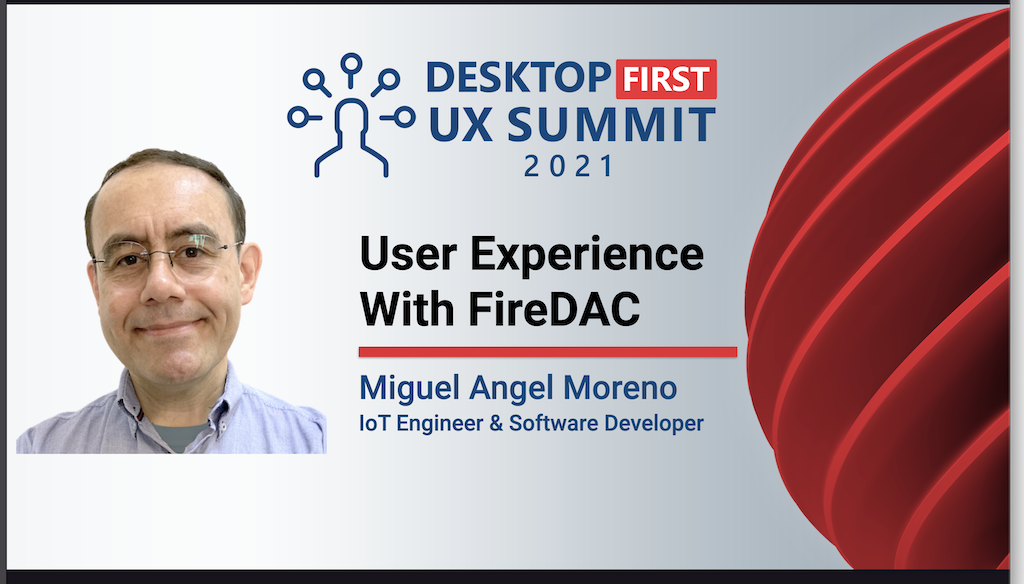 DESKTOP FIRST
UX SUMMIT
2021
User Experience
With FireDAC
Miguel Angel Moreno
IoT Engineer & Software Developer